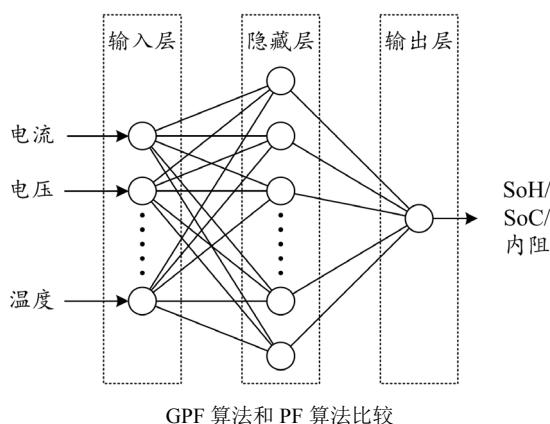 输入层
隐藏层
输出层
电流
电压
温度
SoH/
SoC/
内阻
GPF 算法和 PF 算法比较